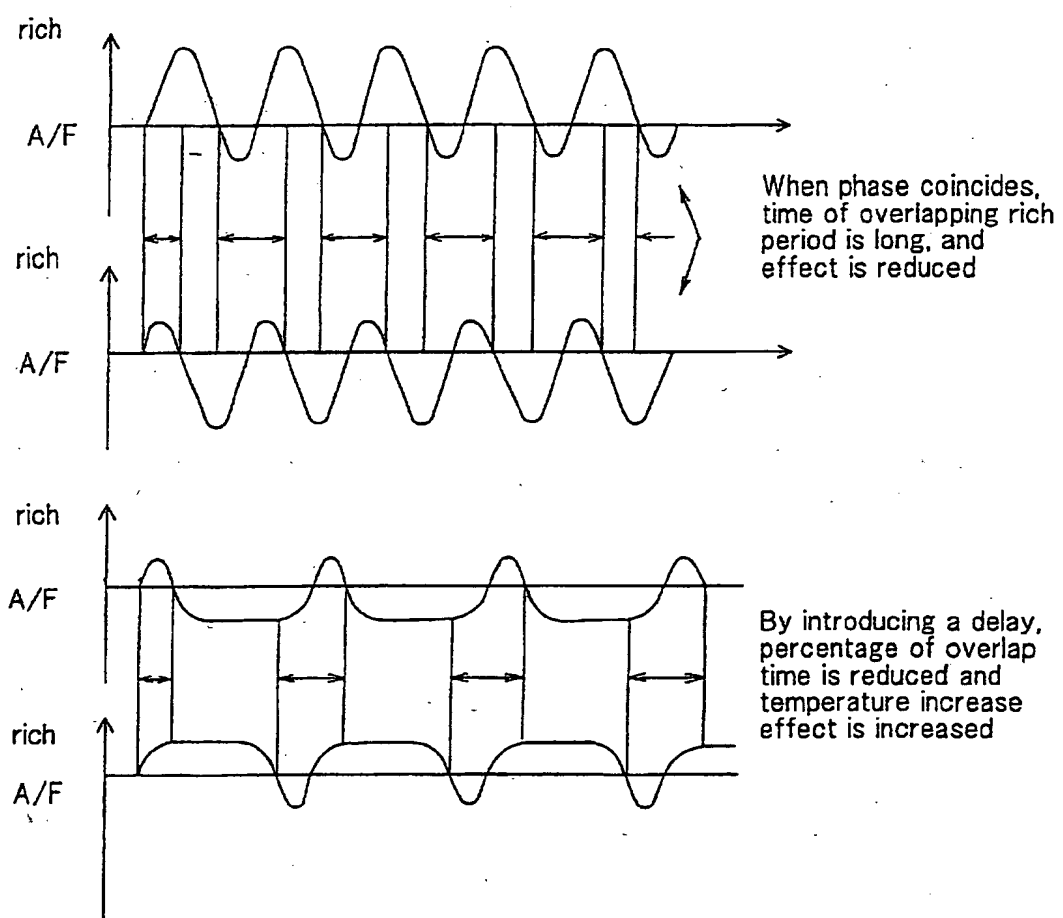 rich
A/F
When phase coincides,
time of overlapping rich
period is long, and
effect is reduced
rich
A/F
rich
A/F
By introducing a delay,
percentage of overlap
time is reduced and
temperature increase
effect is increased
rich
A/F